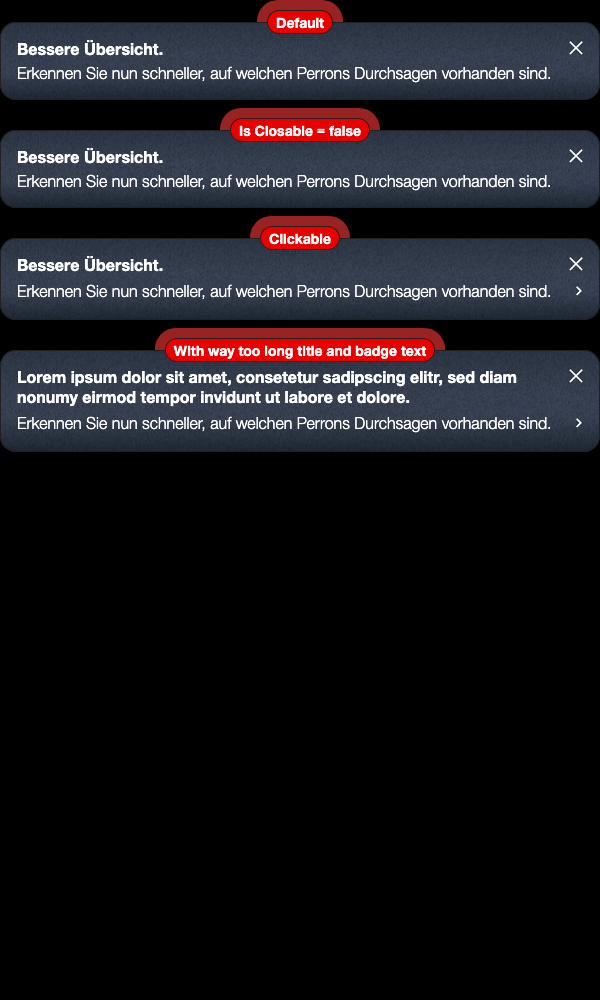 Default
Bessere Übersicht.
Erkennen Sie nun schneller, auf welchen Perrons Durchsagen vorhanden sind.
Is Closable = false
Bessere Übersicht.
Erkennen Sie nun schneller, auf welchen Perrons Durchsagen vorhanden sind.
Clickable
Bessere Übersicht.
Erkennen Sie nun schneller, auf welchen Perrons Durchsagen vorhanden sind.
With way too long title and badge text
Lorem ipsum dolor sit amet, consetetur sadipscing elitr, sed diam
nonumy eirmod tempor invidunt ut labore et dolore.
Erkennen Sie nun schneller, auf welchen Perrons Durchsagen vorhanden sind.